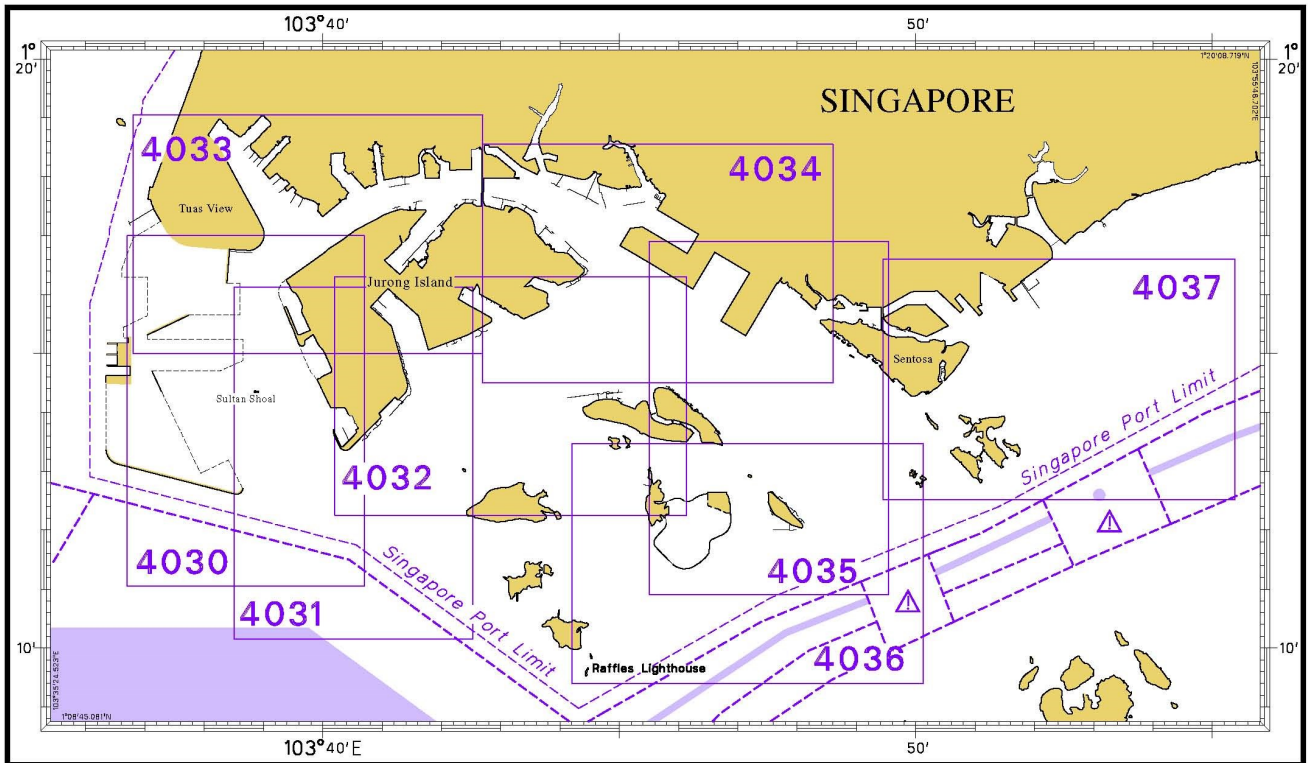 103°40'
50'
1°
20'
1°
20'
1°20'08.719"N
103°55'48.702"E
SINGAPORE
4033
4034
Tuas View
Jurong Island
4037
Sentosa
Sultan Shoal
Singapore Port Limit
4032
4030
4035
4031
Singapore Port Limit
10'
10'
4036
Raffles Lighthouse
103°35'24.523"E
1°08'45.081"N
103°40'E
50'